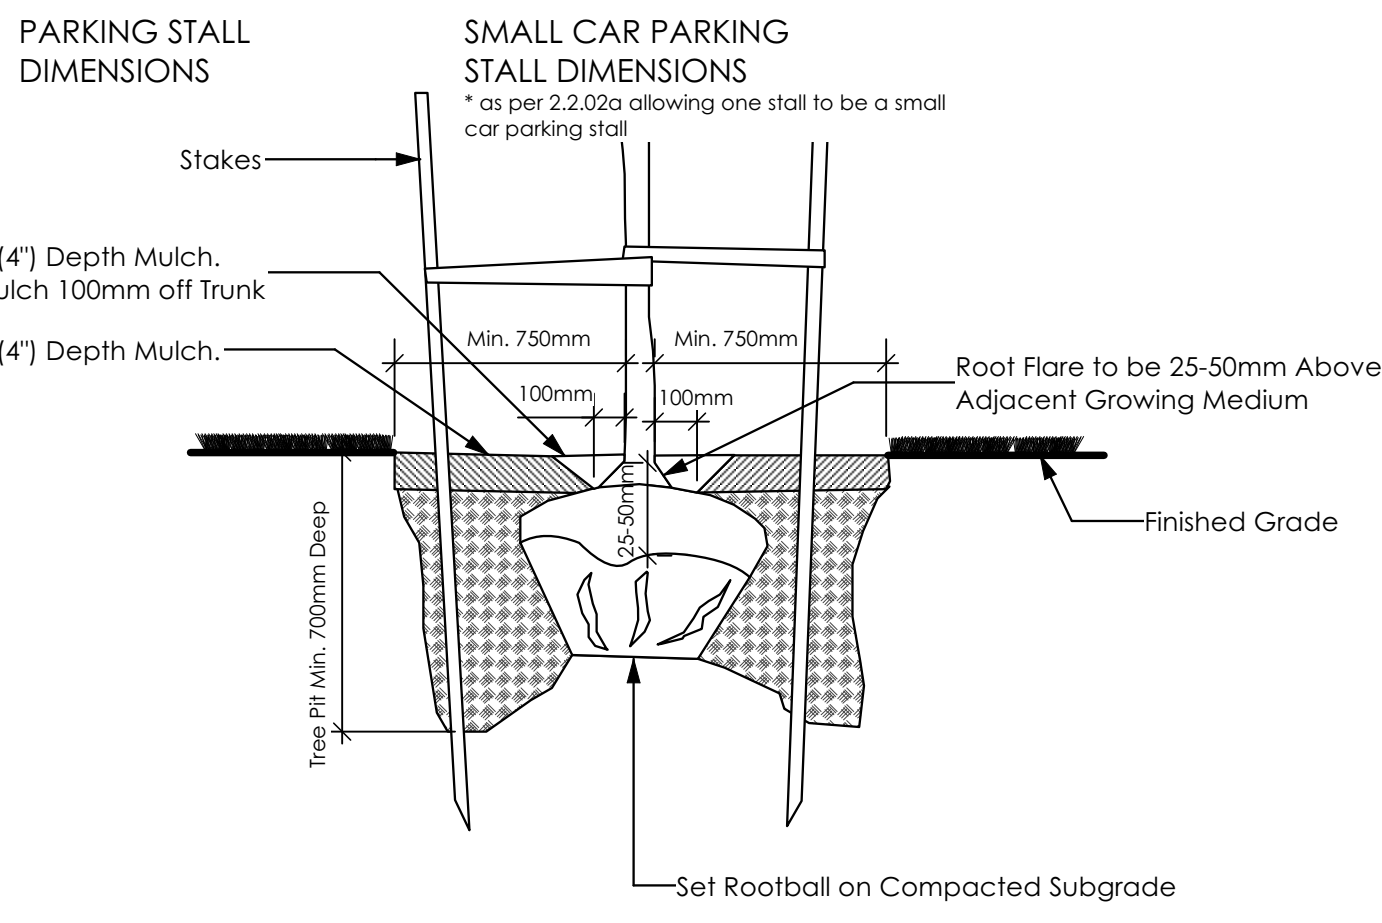 PARKING STALL
DIMENSIONS
SMALL CAR PARKING
STALL DIMENSIONS
* as per 2.2.02a allowing one stall to be a small
car parking stall
Stakes
(4") Depth Mulch.
100mm off Trunk
(4") Depth Mulch.
Min. 750mm
Min. 750mm
100mm
100mm
Root Flare to be 25-50mm Above
Adjacent Growing Medium
25-50mm
Tree Pit Min. 700mm Deep
Finished Grade
Set Rootball on Compacted Subgrade